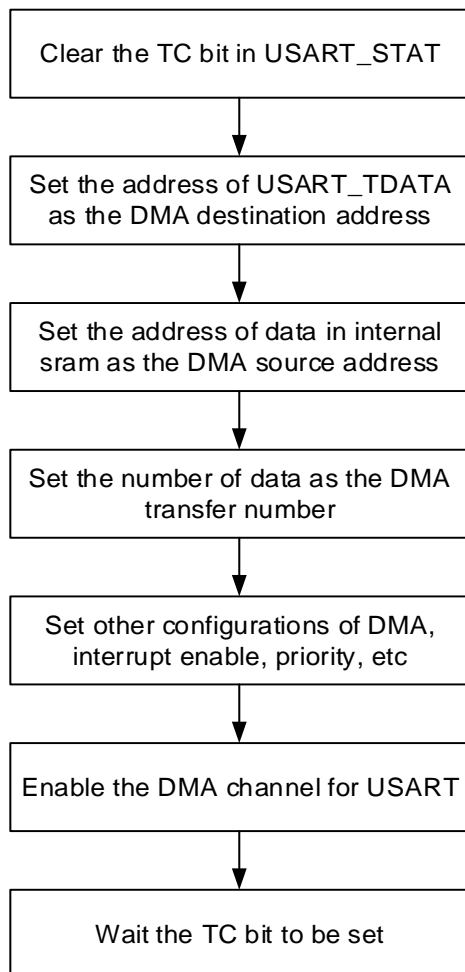 Clear the TC bit in USART_STAT
Set the address of USART_TDATA
as the DMA destination address
Set the address of data in internal
sram as the DMA source address
Set the number of data as the DMA
transfer number
Set other configurations of DMA,
interrupt enable, priority, etc
Enable the DMA channel for USART
Wait the TC bit to be set